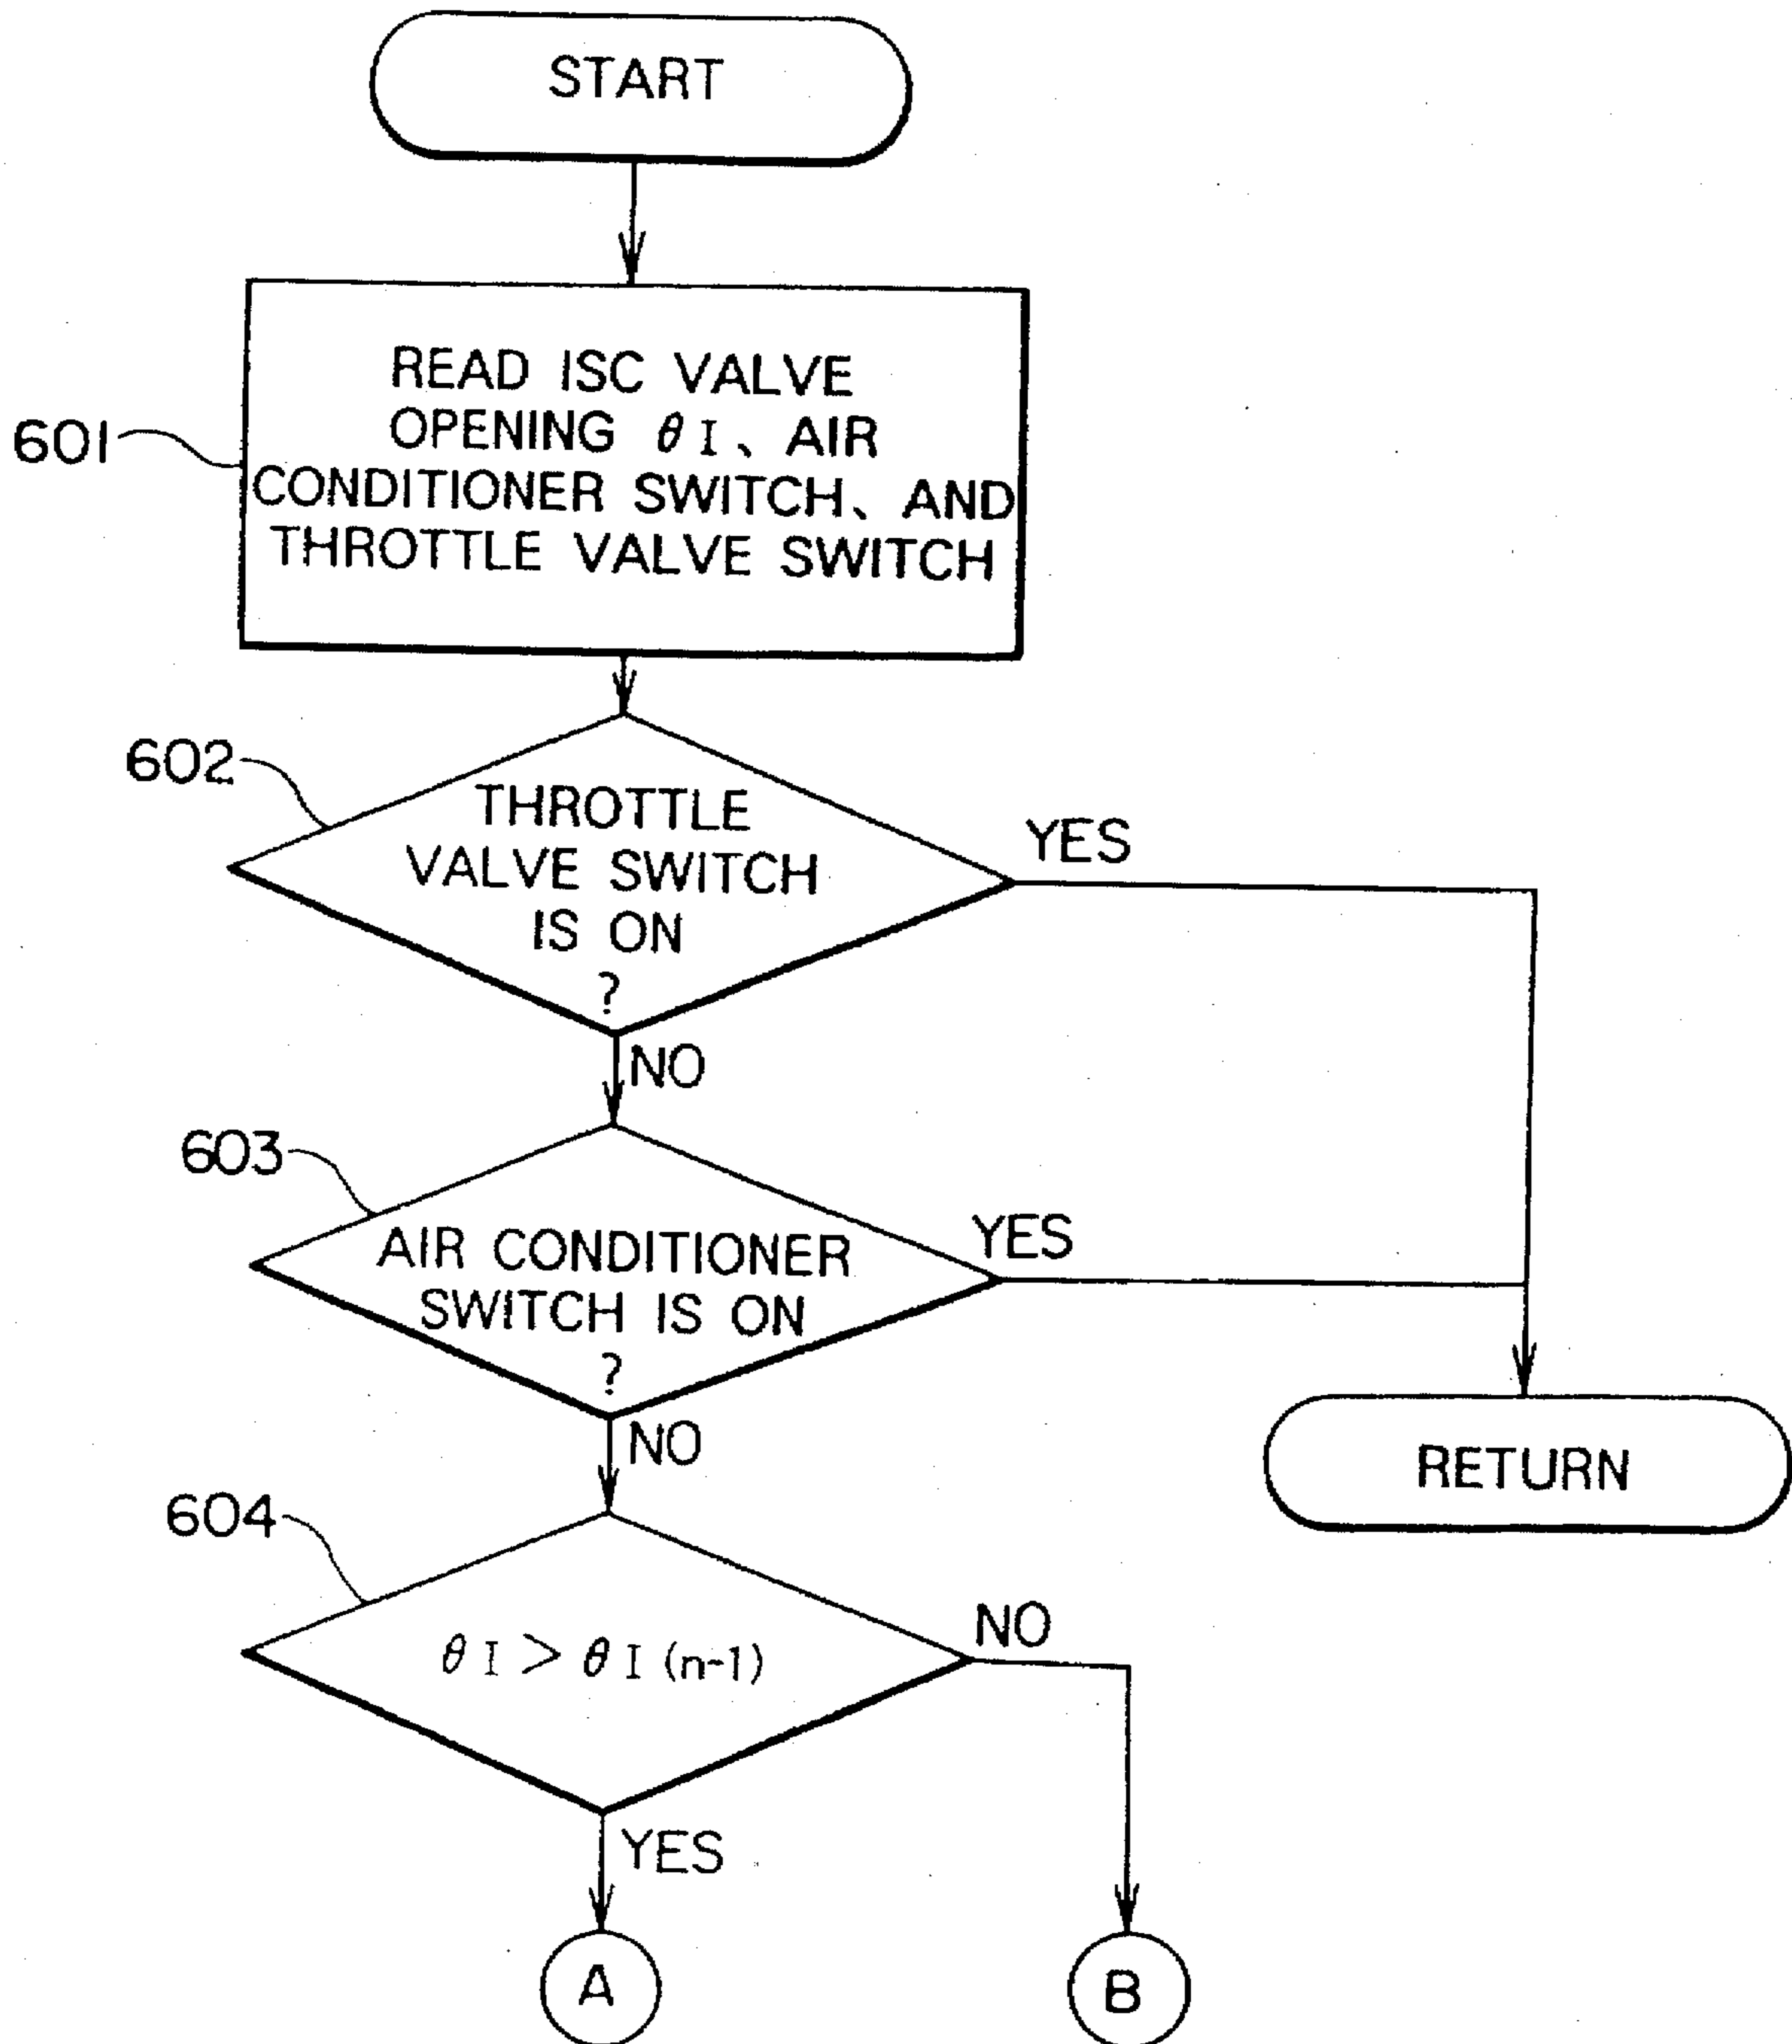 START
601
READ ISC VALVE
OPENING θI、AIR
CONDITIONER SWITCH、AND
THROTTLE VALVE SWITCH
602
THROTTLE
VALVE SWITCH
IS ON
?
YES
NO
603
AIR CONDITIONER
SWITCH IS ON
?
YES
NO
RETURN
604
θI > θI (n-1)
NO
YES
A
B